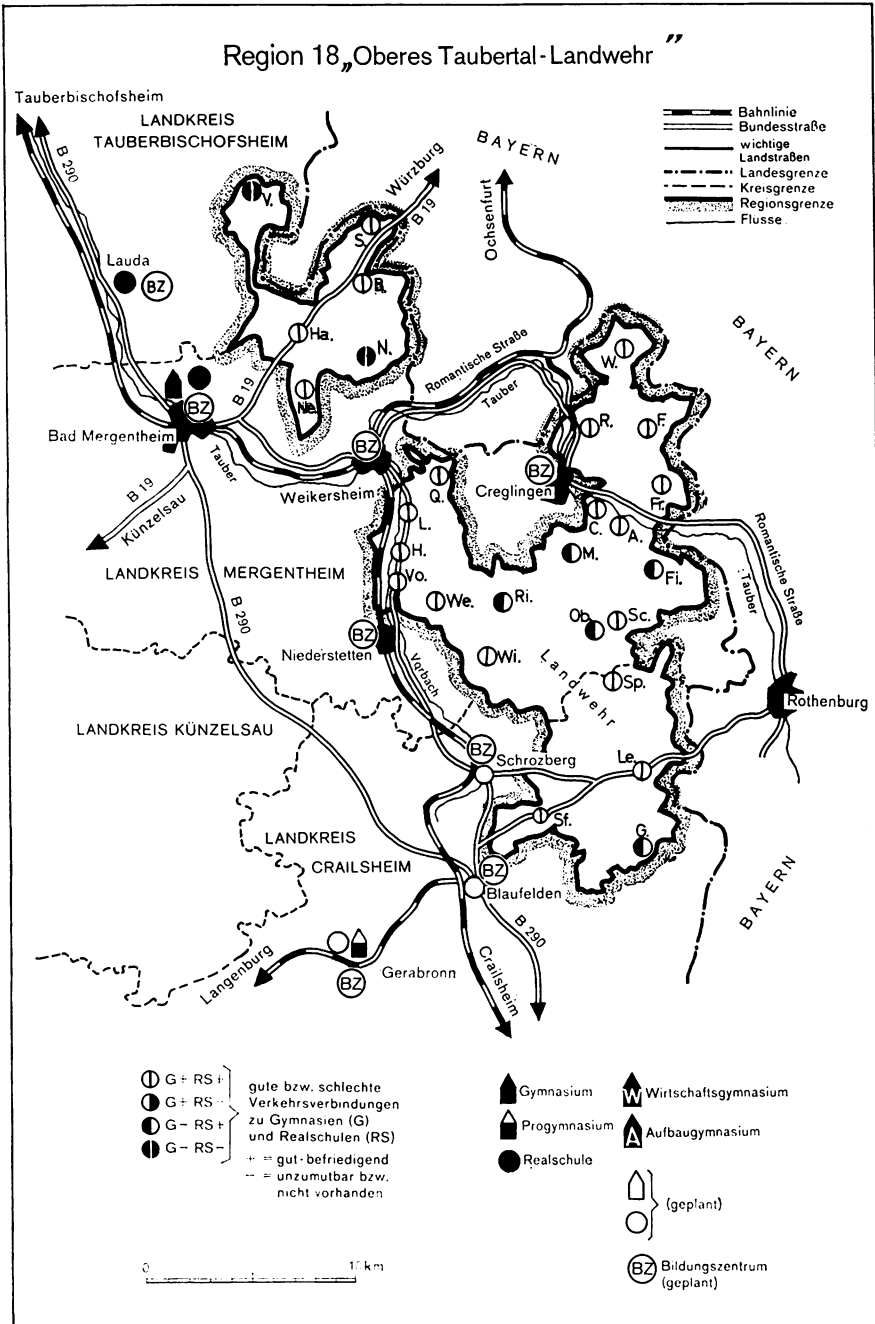 Region 18 „Oberes Taubertal-Landwehr”
Tauberbischofsheim
LANDKREIS
TAUBERBISCHOFSHEIM
BAYERN
Bahnlinie
Bundesstraße
wichtige
Landstraßen
Landesgrenze
Kreisgrenze
Regionsgrenze
Flusse
B 290
Würzburg
B 19
Ochsenfurt
V.
S.
Lauda
BZ
Ha.
N.
Ne.
BAYERN
Romantische Straße
Tauber
W.
R.
F.
B 19
BZ
Bad Mergentheim
Tauber
BZ
Weikersheim
Q.
BZ
Creglingen
Fr.
C.
A.
B 19
Künzelsau
L.
H.
Vo.
M.
Fi.
Romantische Straße
Tauber
LANDKREIS MERGENTHEIM
We.
Ri.
Ob.
Sc.
B 290
BZ
Niederstetten
Wi.
Landwehr
Sp.
Vorbach
Rothenburg
LANDKREIS KÜNZELSAU
BZ
Schrozberg
Le.
Sf.
G.
LANDKREIS
CRAILSHEIM
BZ
Blaufelden
BAYERN
B 290
Langenburg
BZ
Gerabronn
Crailsheim
G + RS +
G + RS -
G - RS +
G - RS -
gute bzw. schlechte
Verkehrsverbindungen
zu Gymnasien (G)
und Realschulen (RS)
+ = gut-befriedigend
- = unzumutbar bzw.
nicht vorhanden
Gymnasium
Progymnasium
Realschule
W Wirtschaftsgymnasium
A Aufbaugymnasium
(geplant)
BZ Bildungszentrum
(geplant)
0 10 km